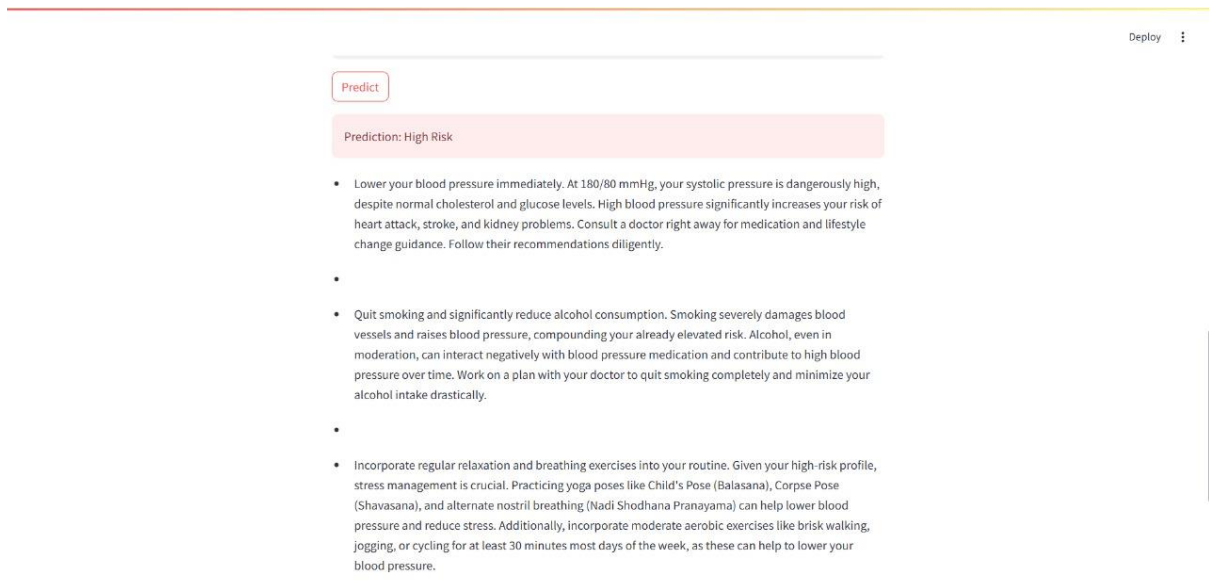 Deploy
Predict
Prediction: High Risk
• Lower your blood pressure immediately. At 180/80 mmHg, your systolic pressure is dangerously high,
despite normal cholesterol and glucose levels. High blood pressure significantly increases your risk of
heart attack, stroke, and kidney problems. Consult a doctor right away for medication and lifestyle
change guidance. Follow their recommendations diligently.
•
• Quit smoking and significantly reduce alcohol consumption. Smoking severely damages blood
vessels and raises blood pressure, compounding your already elevated risk. Alcohol, even in
moderation, can interact negatively with blood pressure medication and contribute to high blood
pressure over time. Work on a plan with your doctor to quit smoking completely and minimize your
alcohol intake drastically.
•
• Incorporate regular relaxation and breathing exercises into your routine. Given your high-risk profile,
stress management is crucial. Practicing yoga poses like Child's Pose (Balasana), Corpse Pose
(Shavasana), and alternate nostril breathing (Nadi Shodhana Pranayama) can help lower blood
pressure and reduce stress. Additionally, incorporate moderate aerobic exercises like brisk walking,
jogging, or cycling for at least 30 minutes most days of the week, as these can help to lower your
blood pressure.